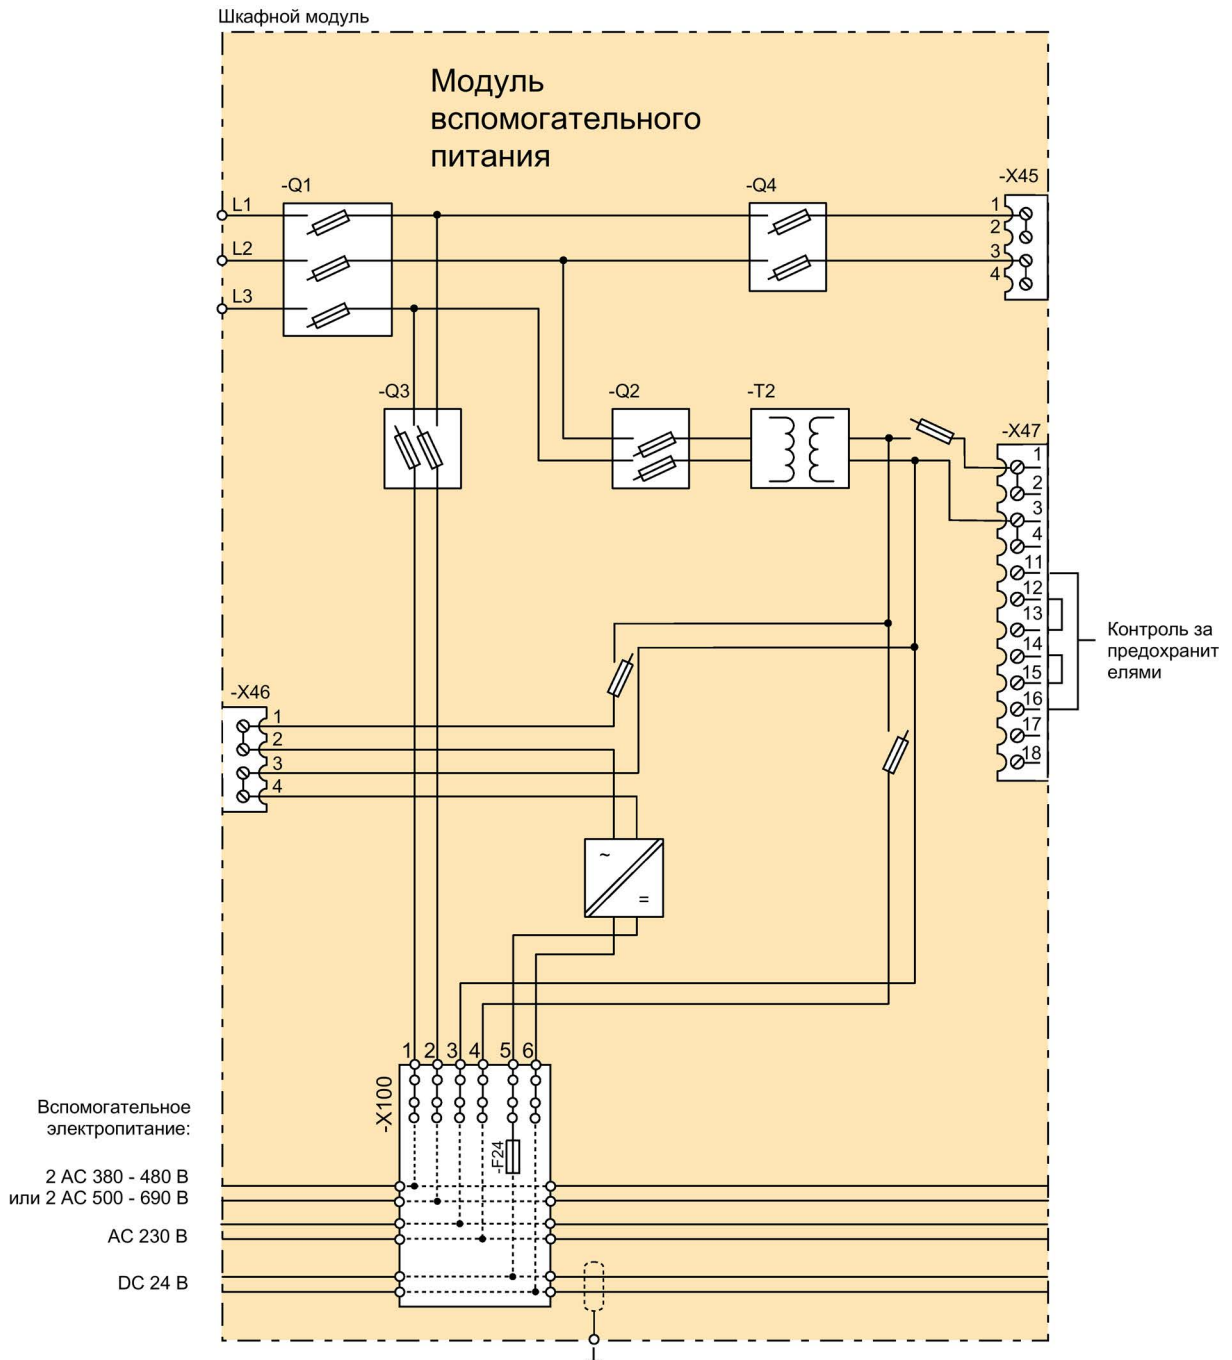 Шкафной модуль
Модуль
вспомогательного
питания
-Q1
-Q4
-X45
L1
L2
L3
1
2
3
4
-Q3
-Q2
-T2
-X47
1
2
3
4
11
12
13
14
15
16
17
18
Контроль за
предохранит
елями
-X46
1
2
3
4
~
=
1 2 3 4 5 6
-X100
-F24
Вспомогательное
электропитание:
2 AC 380 - 480 В
или 2 AC 500 - 690 В
AC 230 В
DC 24 В